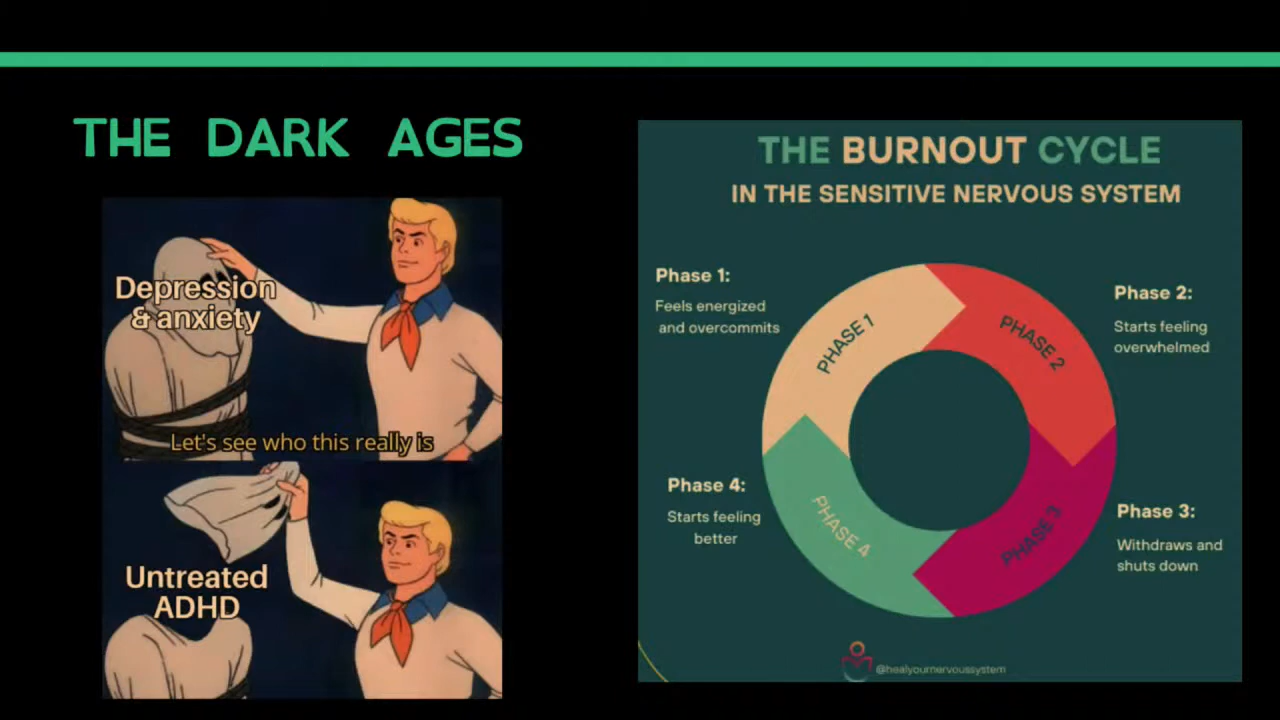 THE DARK AGES
Depression
& anxiety
Let's see who this really is
Untreated
ADHD
THE BURNOUT CYCLE
IN THE SENSITIVE NERVOUS SYSTEM
Phase 1:
Feels energized
and overcommits
PHASE 1
PHASE 2
Phase 2:
Starts feeling
overwhelmed
Phase 4:
Starts feeling
better
PHASE 4
PHASE 3
Phase 3:
Withdraws and
shuts down
@healyournervoussystem